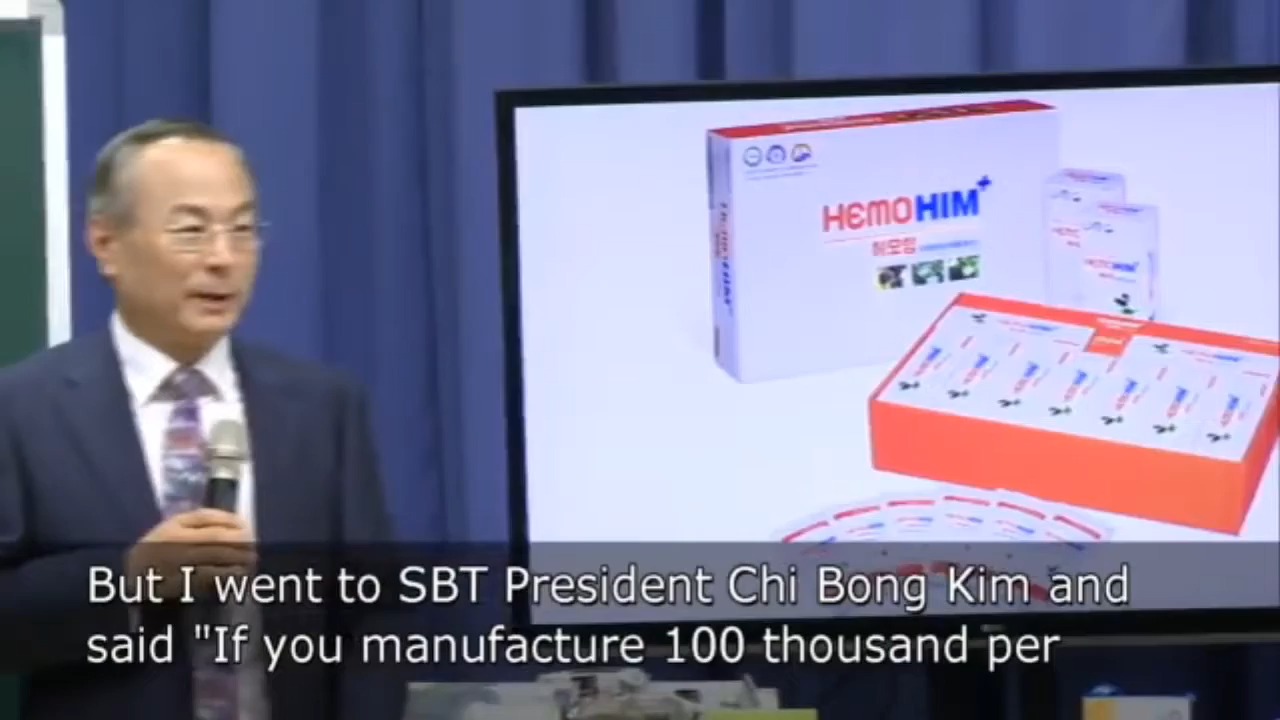 HEMOHIM+
헤모힘
HEMOHIM
But I went to SBT President Chi Bong Kim and
said "If you manufacture 100 thousand per